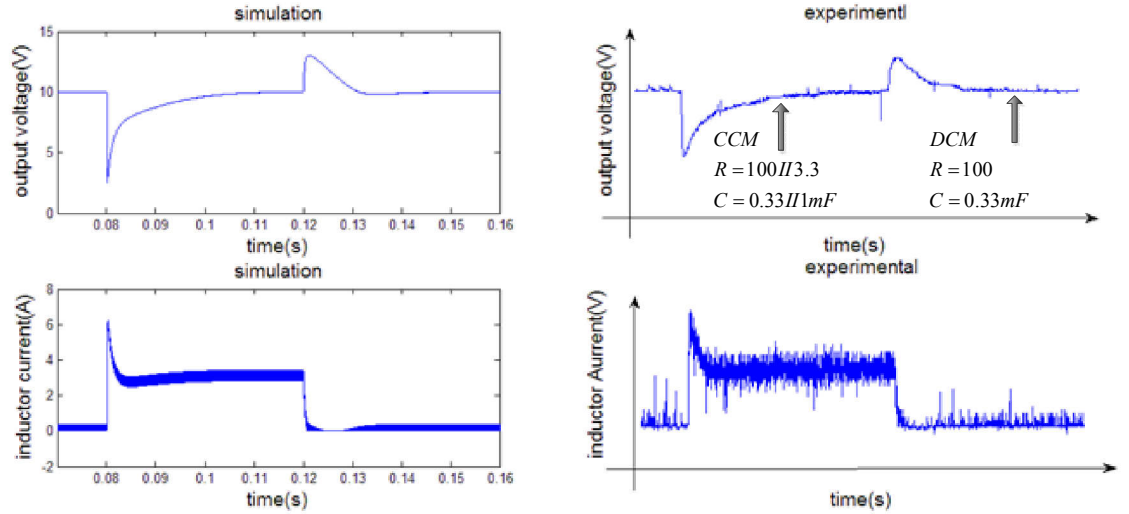 simulation
output voltage(V)
15
10
5
0
0.08 0.09 0.1 0.11 0.12 0.13 0.14 0.15 0.16
time(s)
experimentl
output voltage(V)
CCM
R = 100II3.3
C = 0.33II1mF
DCM
R = 100
C = 0.33mF
time(s)
simulation
inductor current(A)
8
6
4
2
0
-2
0.08 0.09 0.1 0.11 0.12 0.13 0.14 0.15 0.16
time(s)
experimental
inductor Aurrent(V)
time(s)